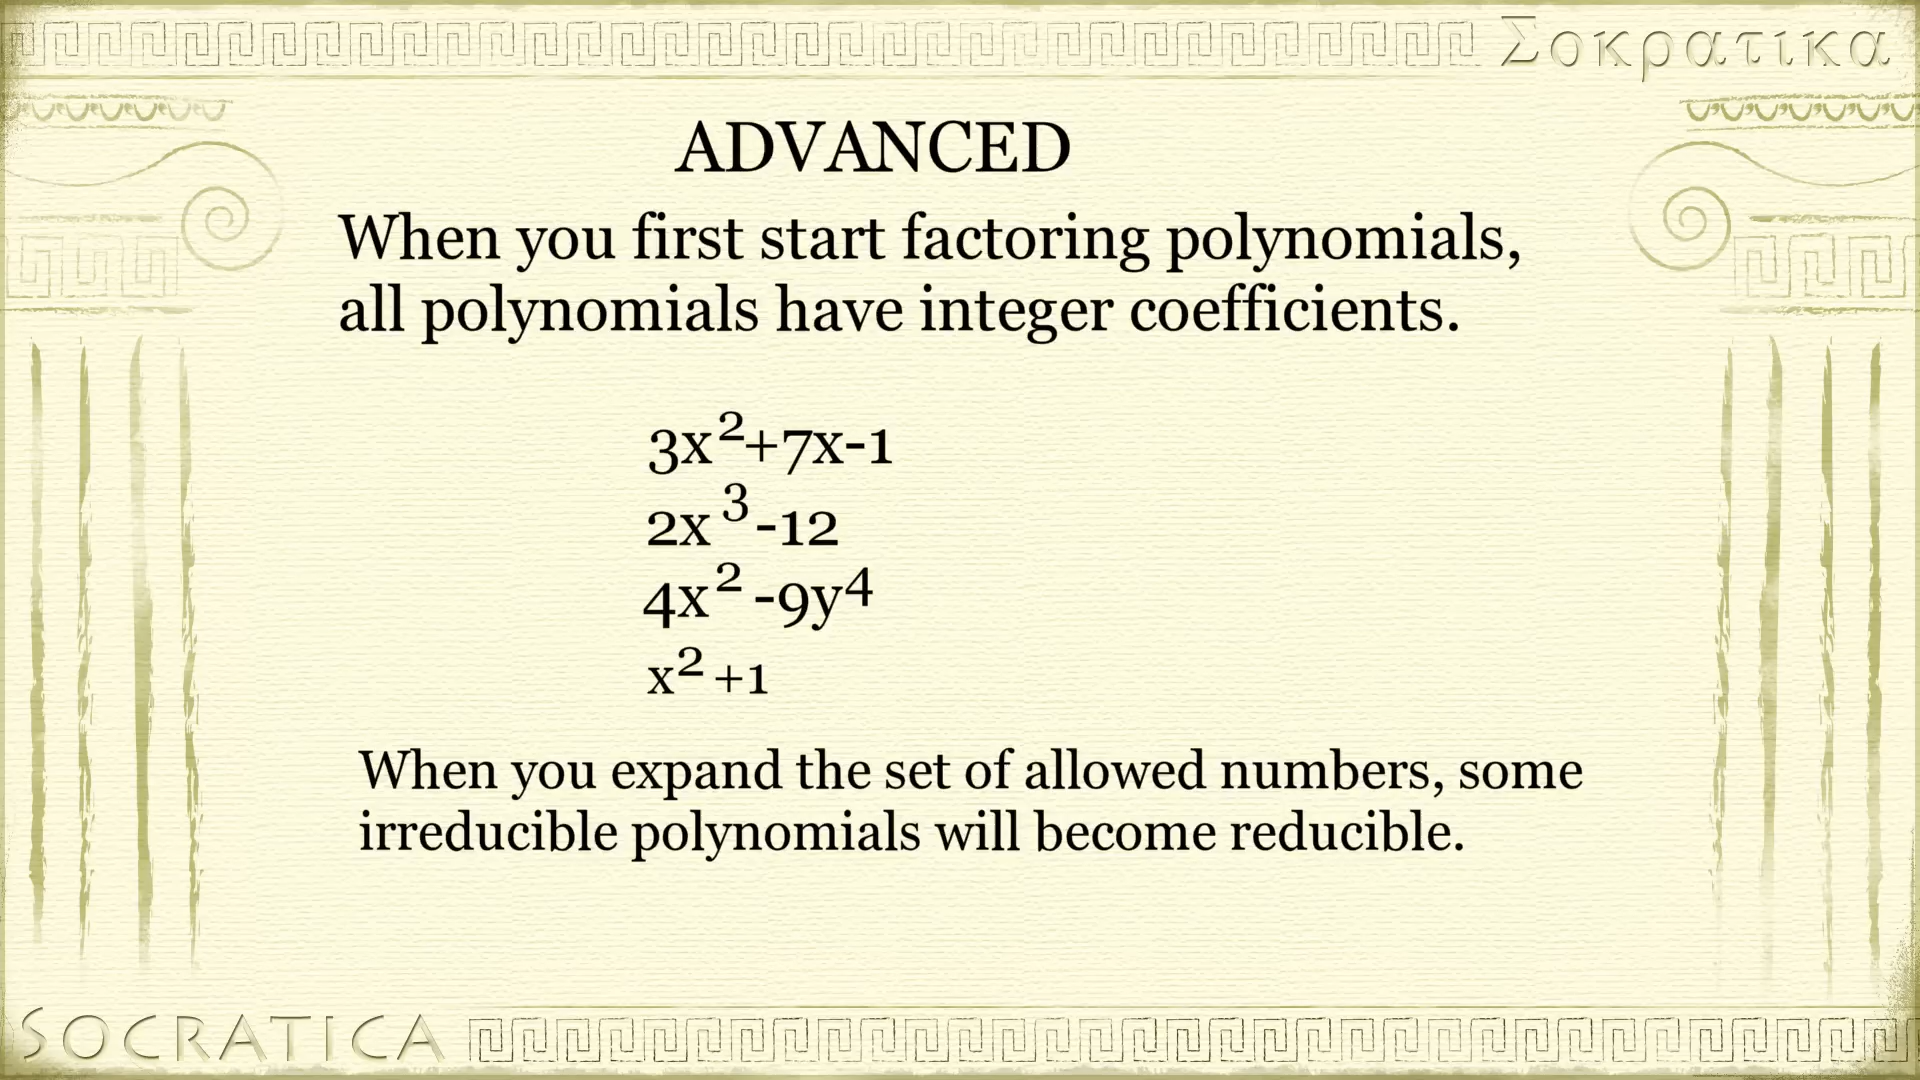 Σοκρατικα
ADVANCED
When you first start factoring polynomials,
all polynomials have integer coefficients.
3x²+7x-1
2x³-12
4x²-9y⁴
x²+1
When you expand the set of allowed numbers, some
irreducible polynomials will become reducible.
SOCRATICA